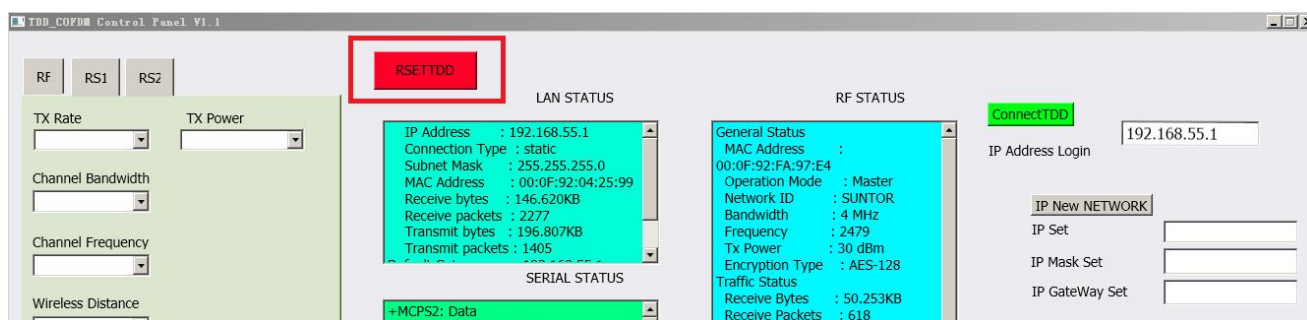 TDD_COFDM Control Panel V1.1
RF
RS1
RS2
RSETTDD
TX Rate
TX Power
Channel Bandwidth
Channel Frequency
Wireless Distance
LAN STATUS
IP Address : 192.168.55.1
Connection Type : static
Subnet Mask : 255.255.255.0
MAC Address : 00:0F:92:04:25:99
Receive bytes : 146.620KB
Receive packets : 2277
Transmit bytes : 196.807KB
Transmit packets : 1405
SERIAL STATUS
+MCPS2: Data
RF STATUS
General Status
MAC Address :
00:0F:92:FA:97:E4
Operation Mode : Master
Network ID : SUNTOR
Bandwidth : 4 MHz
Frequency : 2479
Tx Power : 30 dBm
Encryption Type : AES-128
Traffic Status
Receive Bytes : 50.253KB
Receive Packets : 618
ConnectTDD
192.168.55.1
IP Address Login
IP New NETWORK
IP Set
IP Mask Set
IP GateWay Set